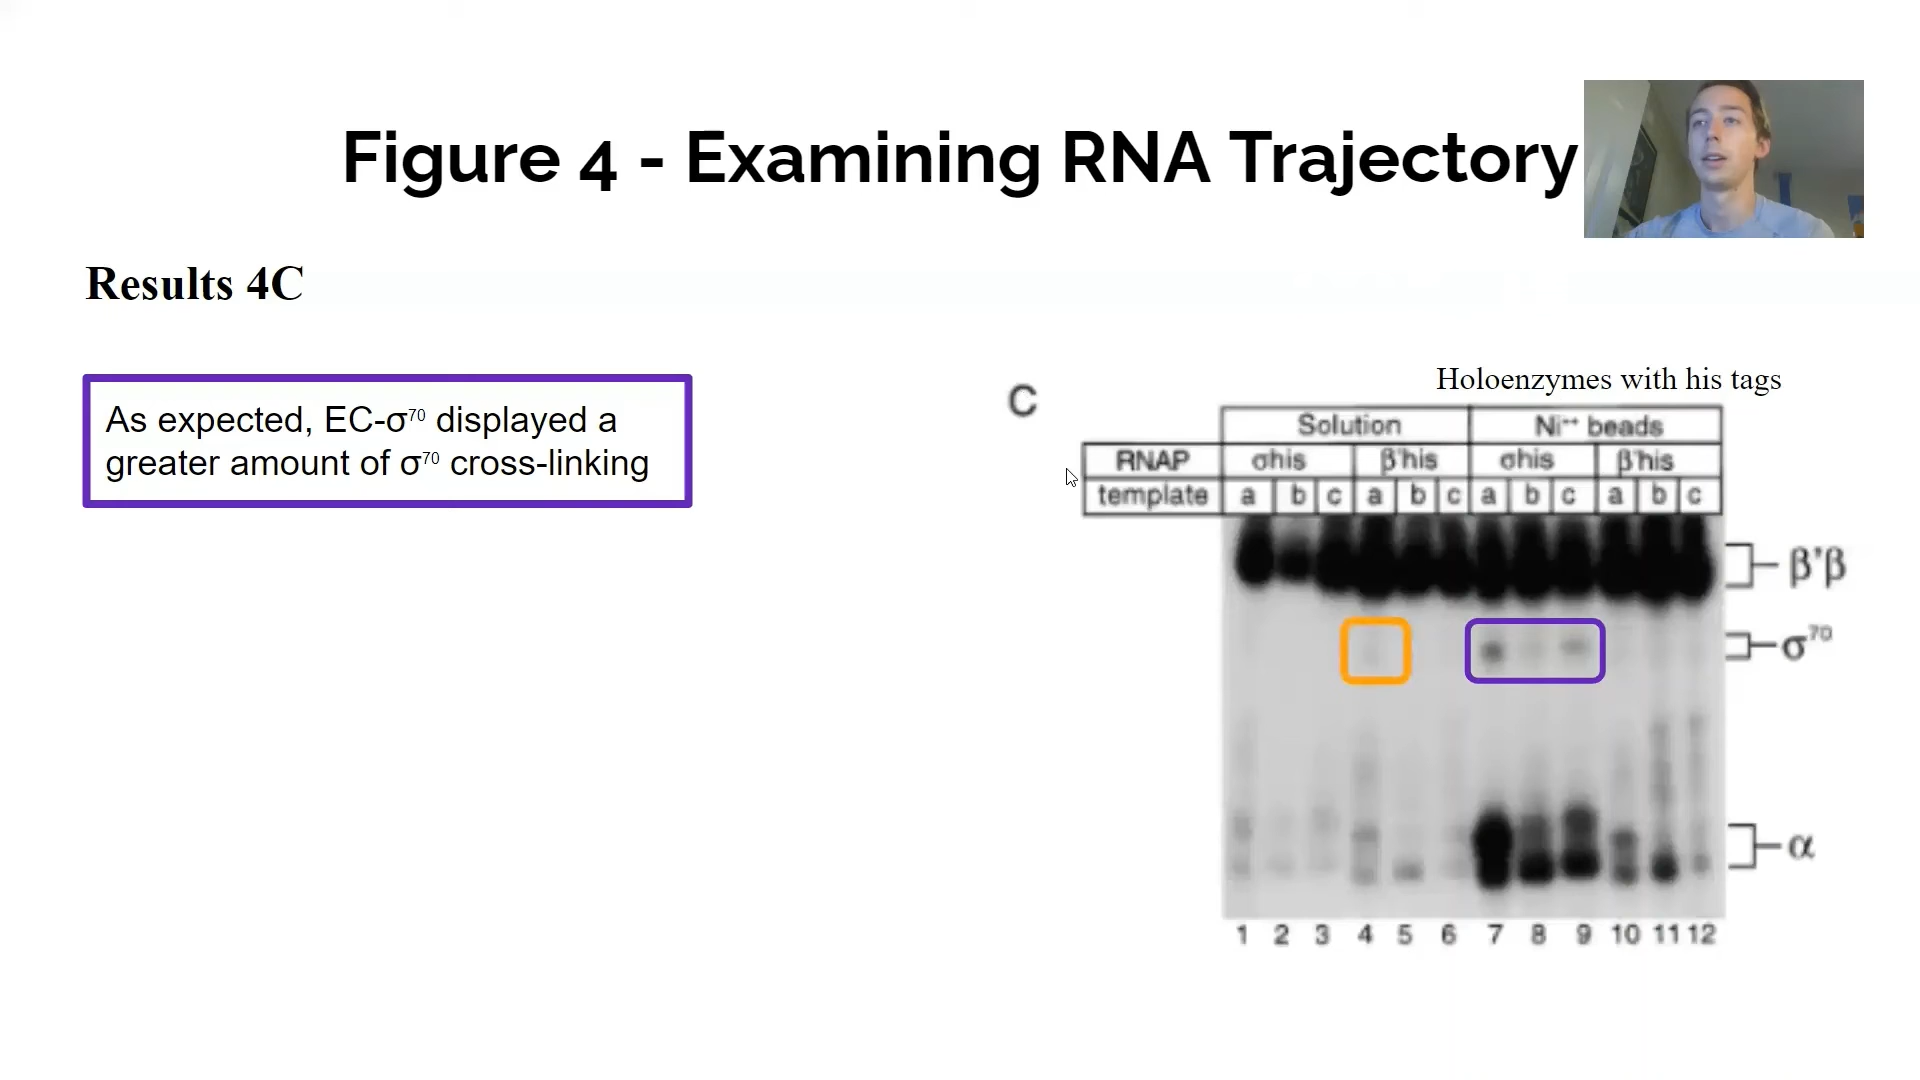 Figure 4 - Examining RNA Trajectory
Results 4C
As expected, EC-σ⁷⁰ displayed a
greater amount of σ⁷⁰ cross-linking
Holoenzymes with his tags
C
Solution Ni⁺⁺ beads
RNAP σhis β'his σhis β'his
template a b c a b c a b c a b c
β'β
σ⁷⁰
α
1 2 3 4 5 6 7 8 9 10 11 12